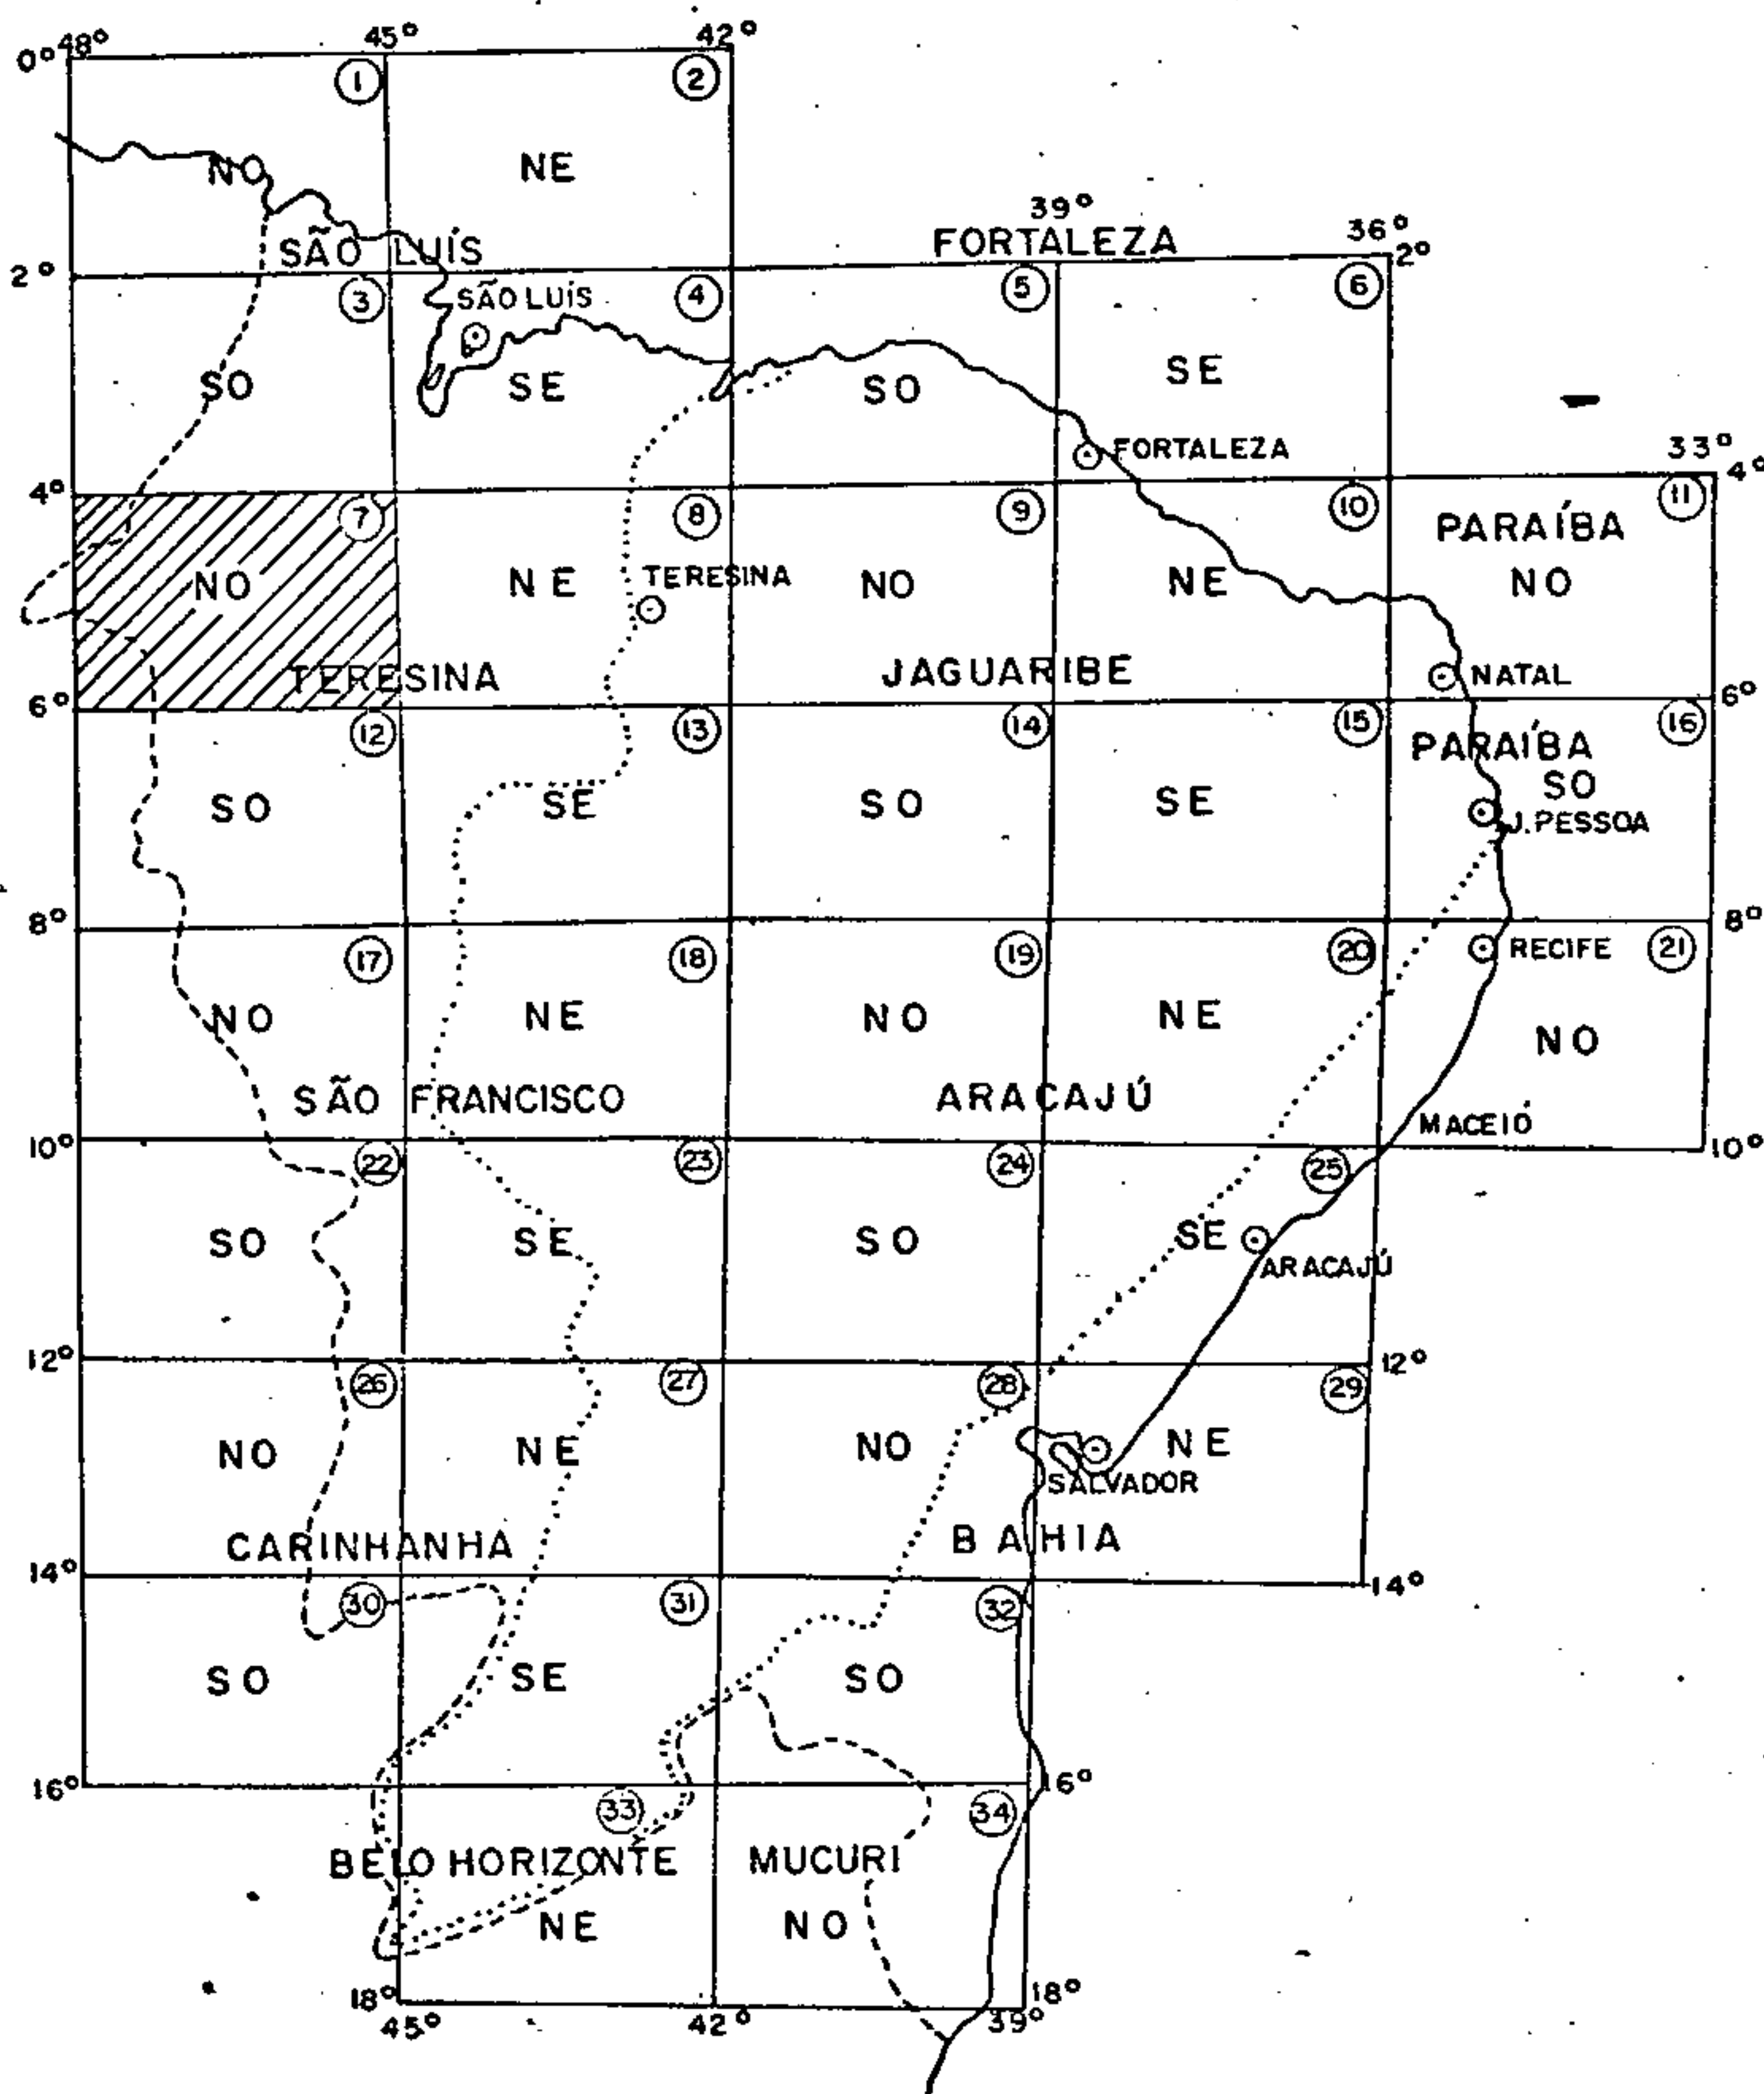 48° 45° 42°
0°
1 2
NO NE
39° 36°
SÃO LUÍS FORTALEZA
2° 2°
3 SÃO LUÍS 4 5 6
SO SE SO SE
FORTALEZA 33°
4° 4°
7 8 9 10 11
PARAÍBA
NO NE TERESINA NO NE NO
TERESINA JAGUARIBE NATAL
6° 6°
12 13 14 15 16
PARAÍBA
SO SE SO SE SO
J. PESSOA
8° 8°
17 18 19 20 RECIFE 21
NO NE NO NE NO
SÃO FRANCISCO ARACAJÚ
MACEIÓ
10° 10°
22 23 24 25
SO SE SO SE
ARACAJÚ
12° 12°
26 27 28 29
NO NE NO NE
SALVADOR
CARINHANHA BAHIA
14° 14°
30 31 32
SO SE SO
16° 16°
33 34
BELO HORIZONTE MUCURI
NE NO
18° 18°
45° 42° 39°